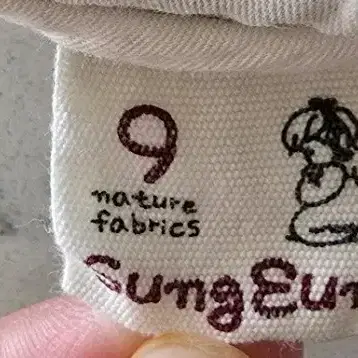 9
nature
fabrics
SungEun